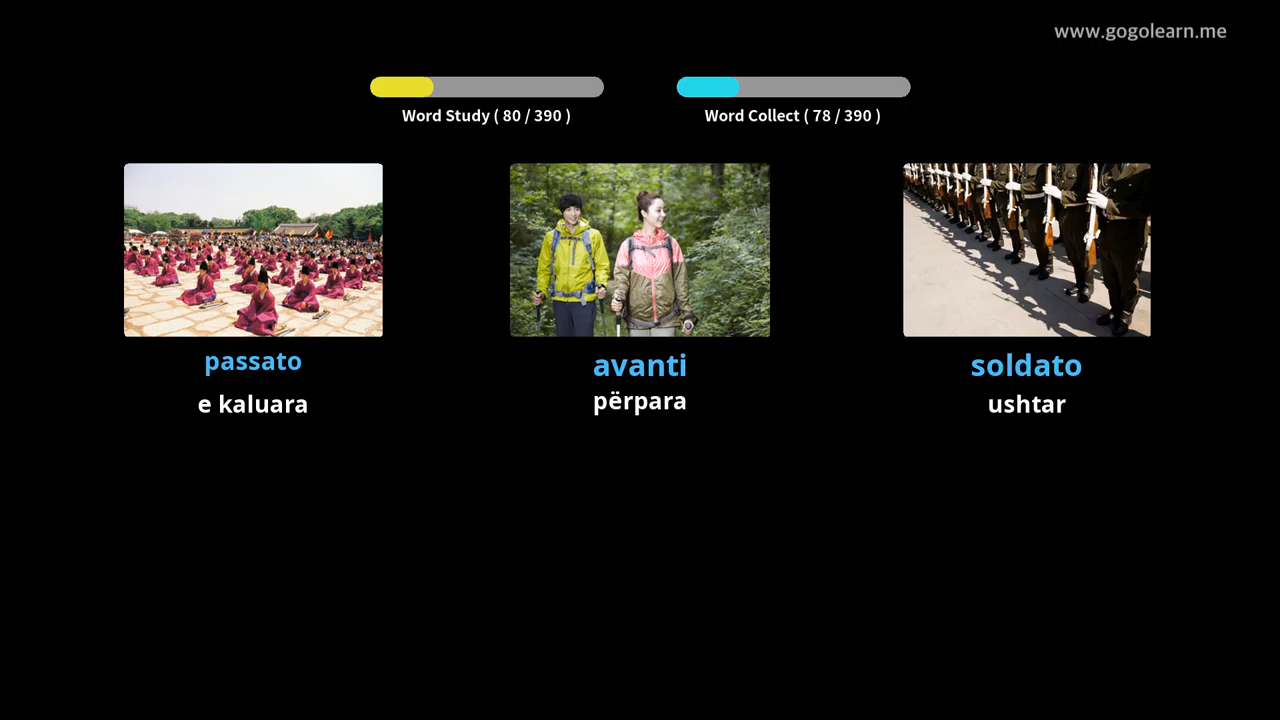 www.gogolearn.me
Word Study ( 80 / 390 )
Word Collect ( 78 / 390 )
passato
e kaluara
avanti
përpara
soldato
ushtar